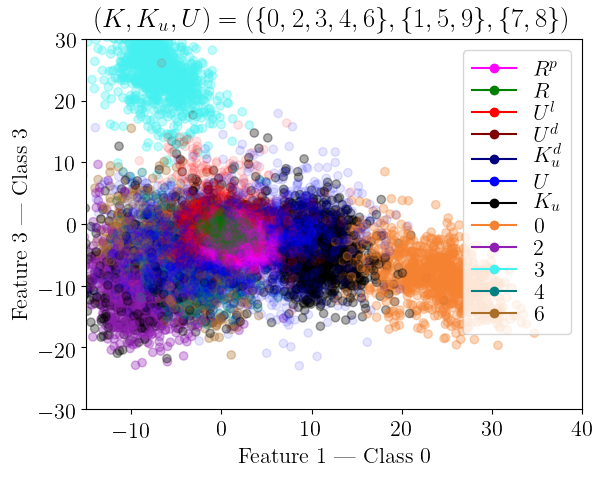 (K, K_u, U) = ({0, 2, 3, 4, 6}, {1, 5, 9}, {7, 8})
30
20
10
0
−10
−20
−30
Feature 3 — Class 3
−10
0
10
20
30
40
Feature 1 — Class 0
R^p
R
U^l
U^d
K_u^d
U
K_u
0
2
3
4
6